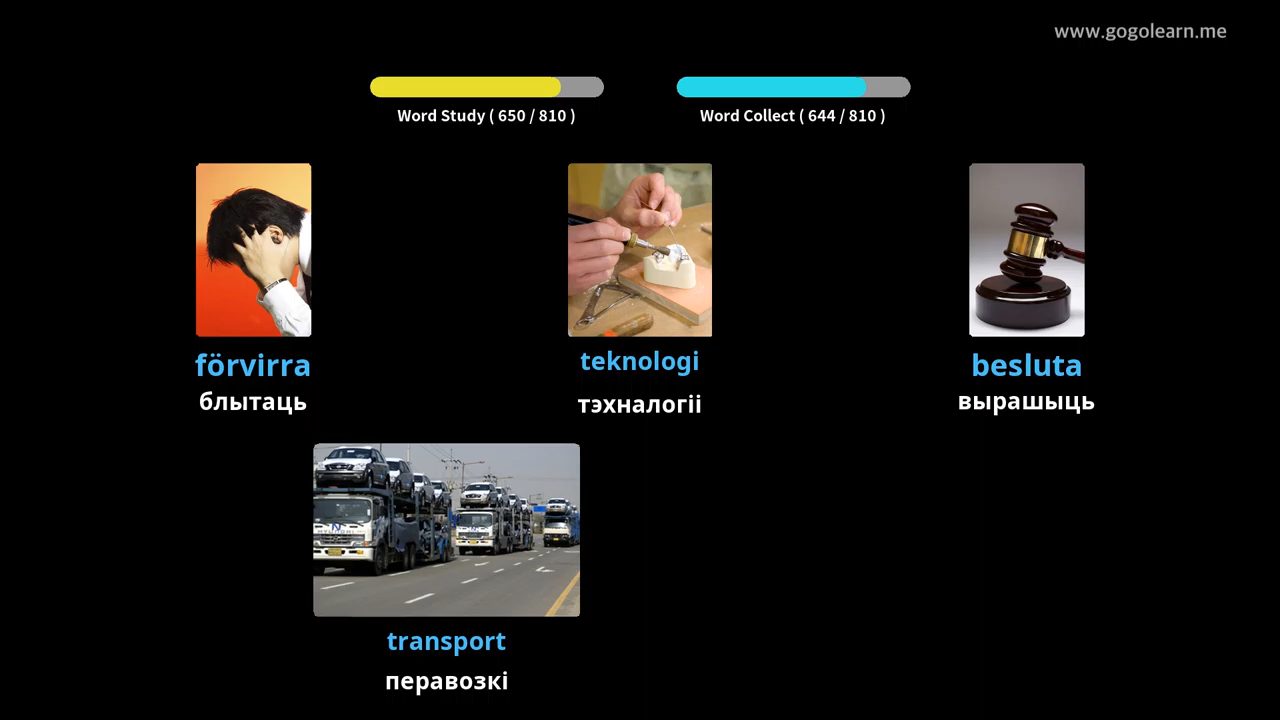 www.gogolearn.me
Word Study ( 650 / 810 )
Word Collect ( 644 / 810 )
förvirra
блытаць
teknologi
тэхналогіі
besluta
вырашыць
transport
перавозкі